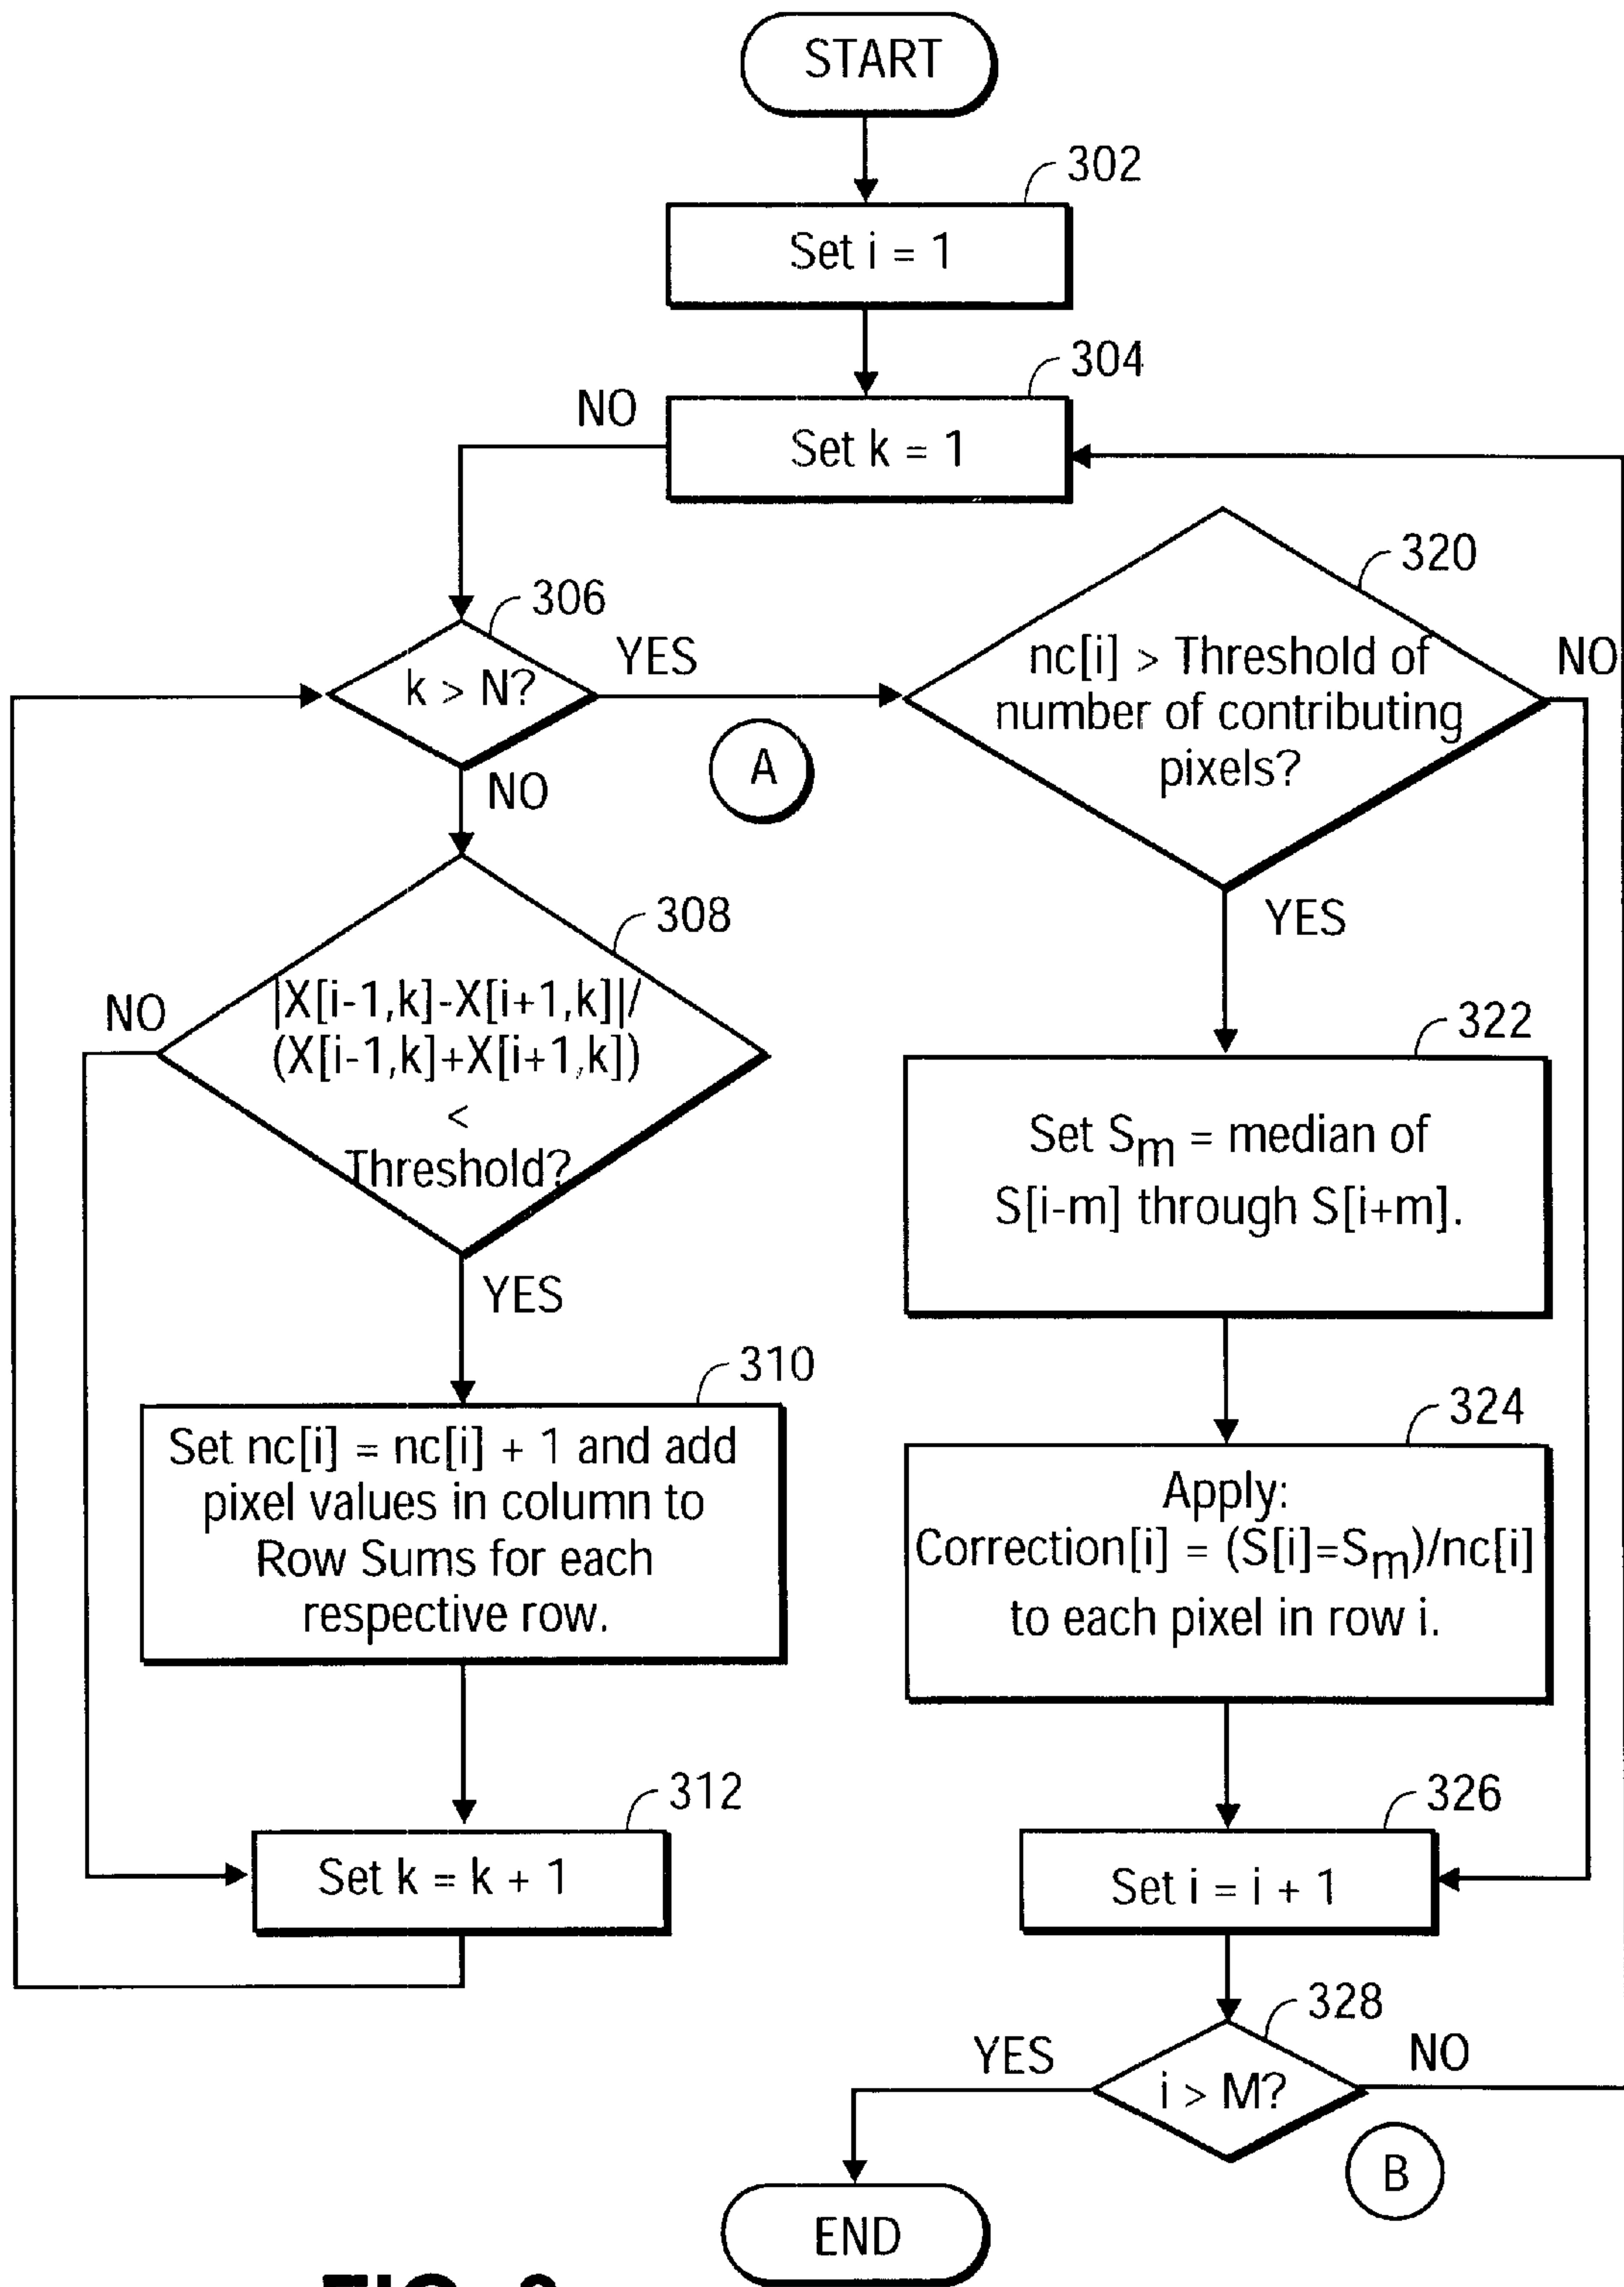 START
302
Set i = 1
304
NO
Set k = 1
306
k > N?
YES
A
NO
320
nc[i] > Threshold of
number of contributing
pixels?
NO
YES
308
NO
|X[i-1,k]-X[i+1,k]|/
(X[i-1,k]+X[i+1,k])
<
Threshold?
YES
322
Set Sm = median of
S[i-m] through S[i+m].
310
Set nc[i] = nc[i] + 1 and add
pixel values in column to
Row Sums for each
respective row.
324
Apply:
Correction[i] = (S[i]=Sm)/nc[i]
to each pixel in row i.
312
Set k = k + 1
326
Set i = i + 1
328
YES
i > M?
NO
B
END